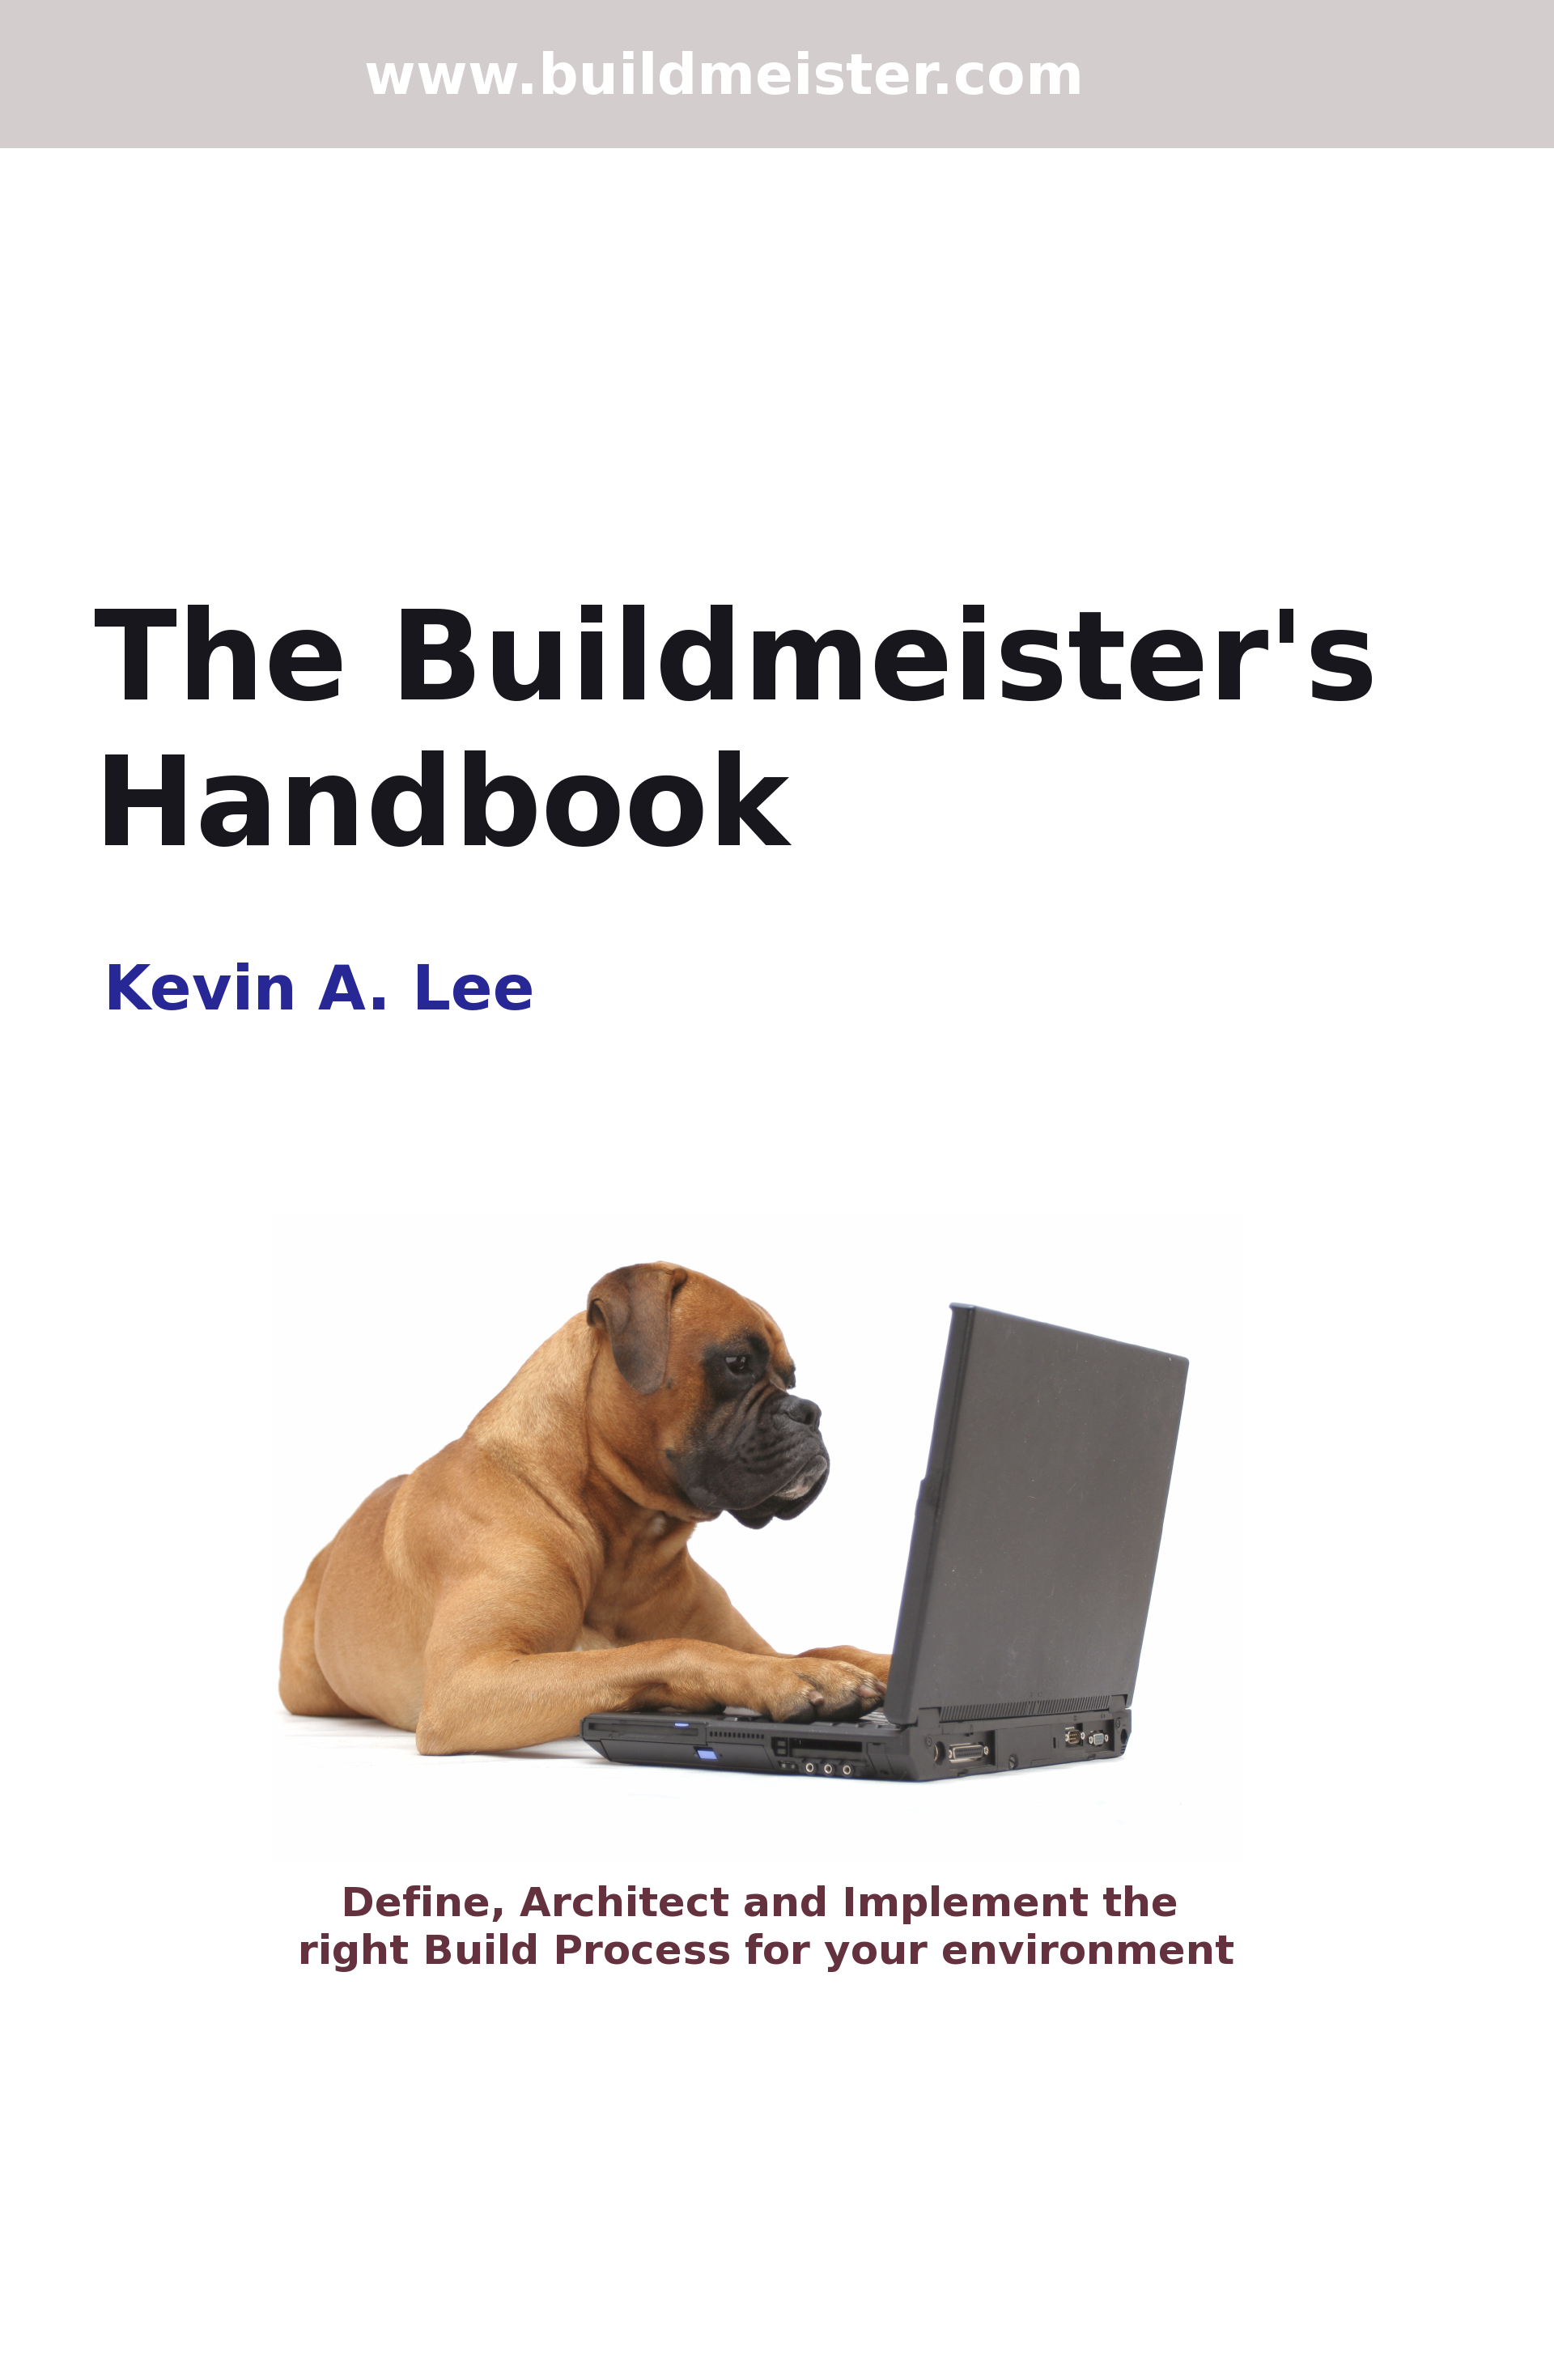 www.buildmeister.com
The Buildmeister's
Handbook
Kevin A. Lee
Define, Architect and Implement the
right Build Process for your environment